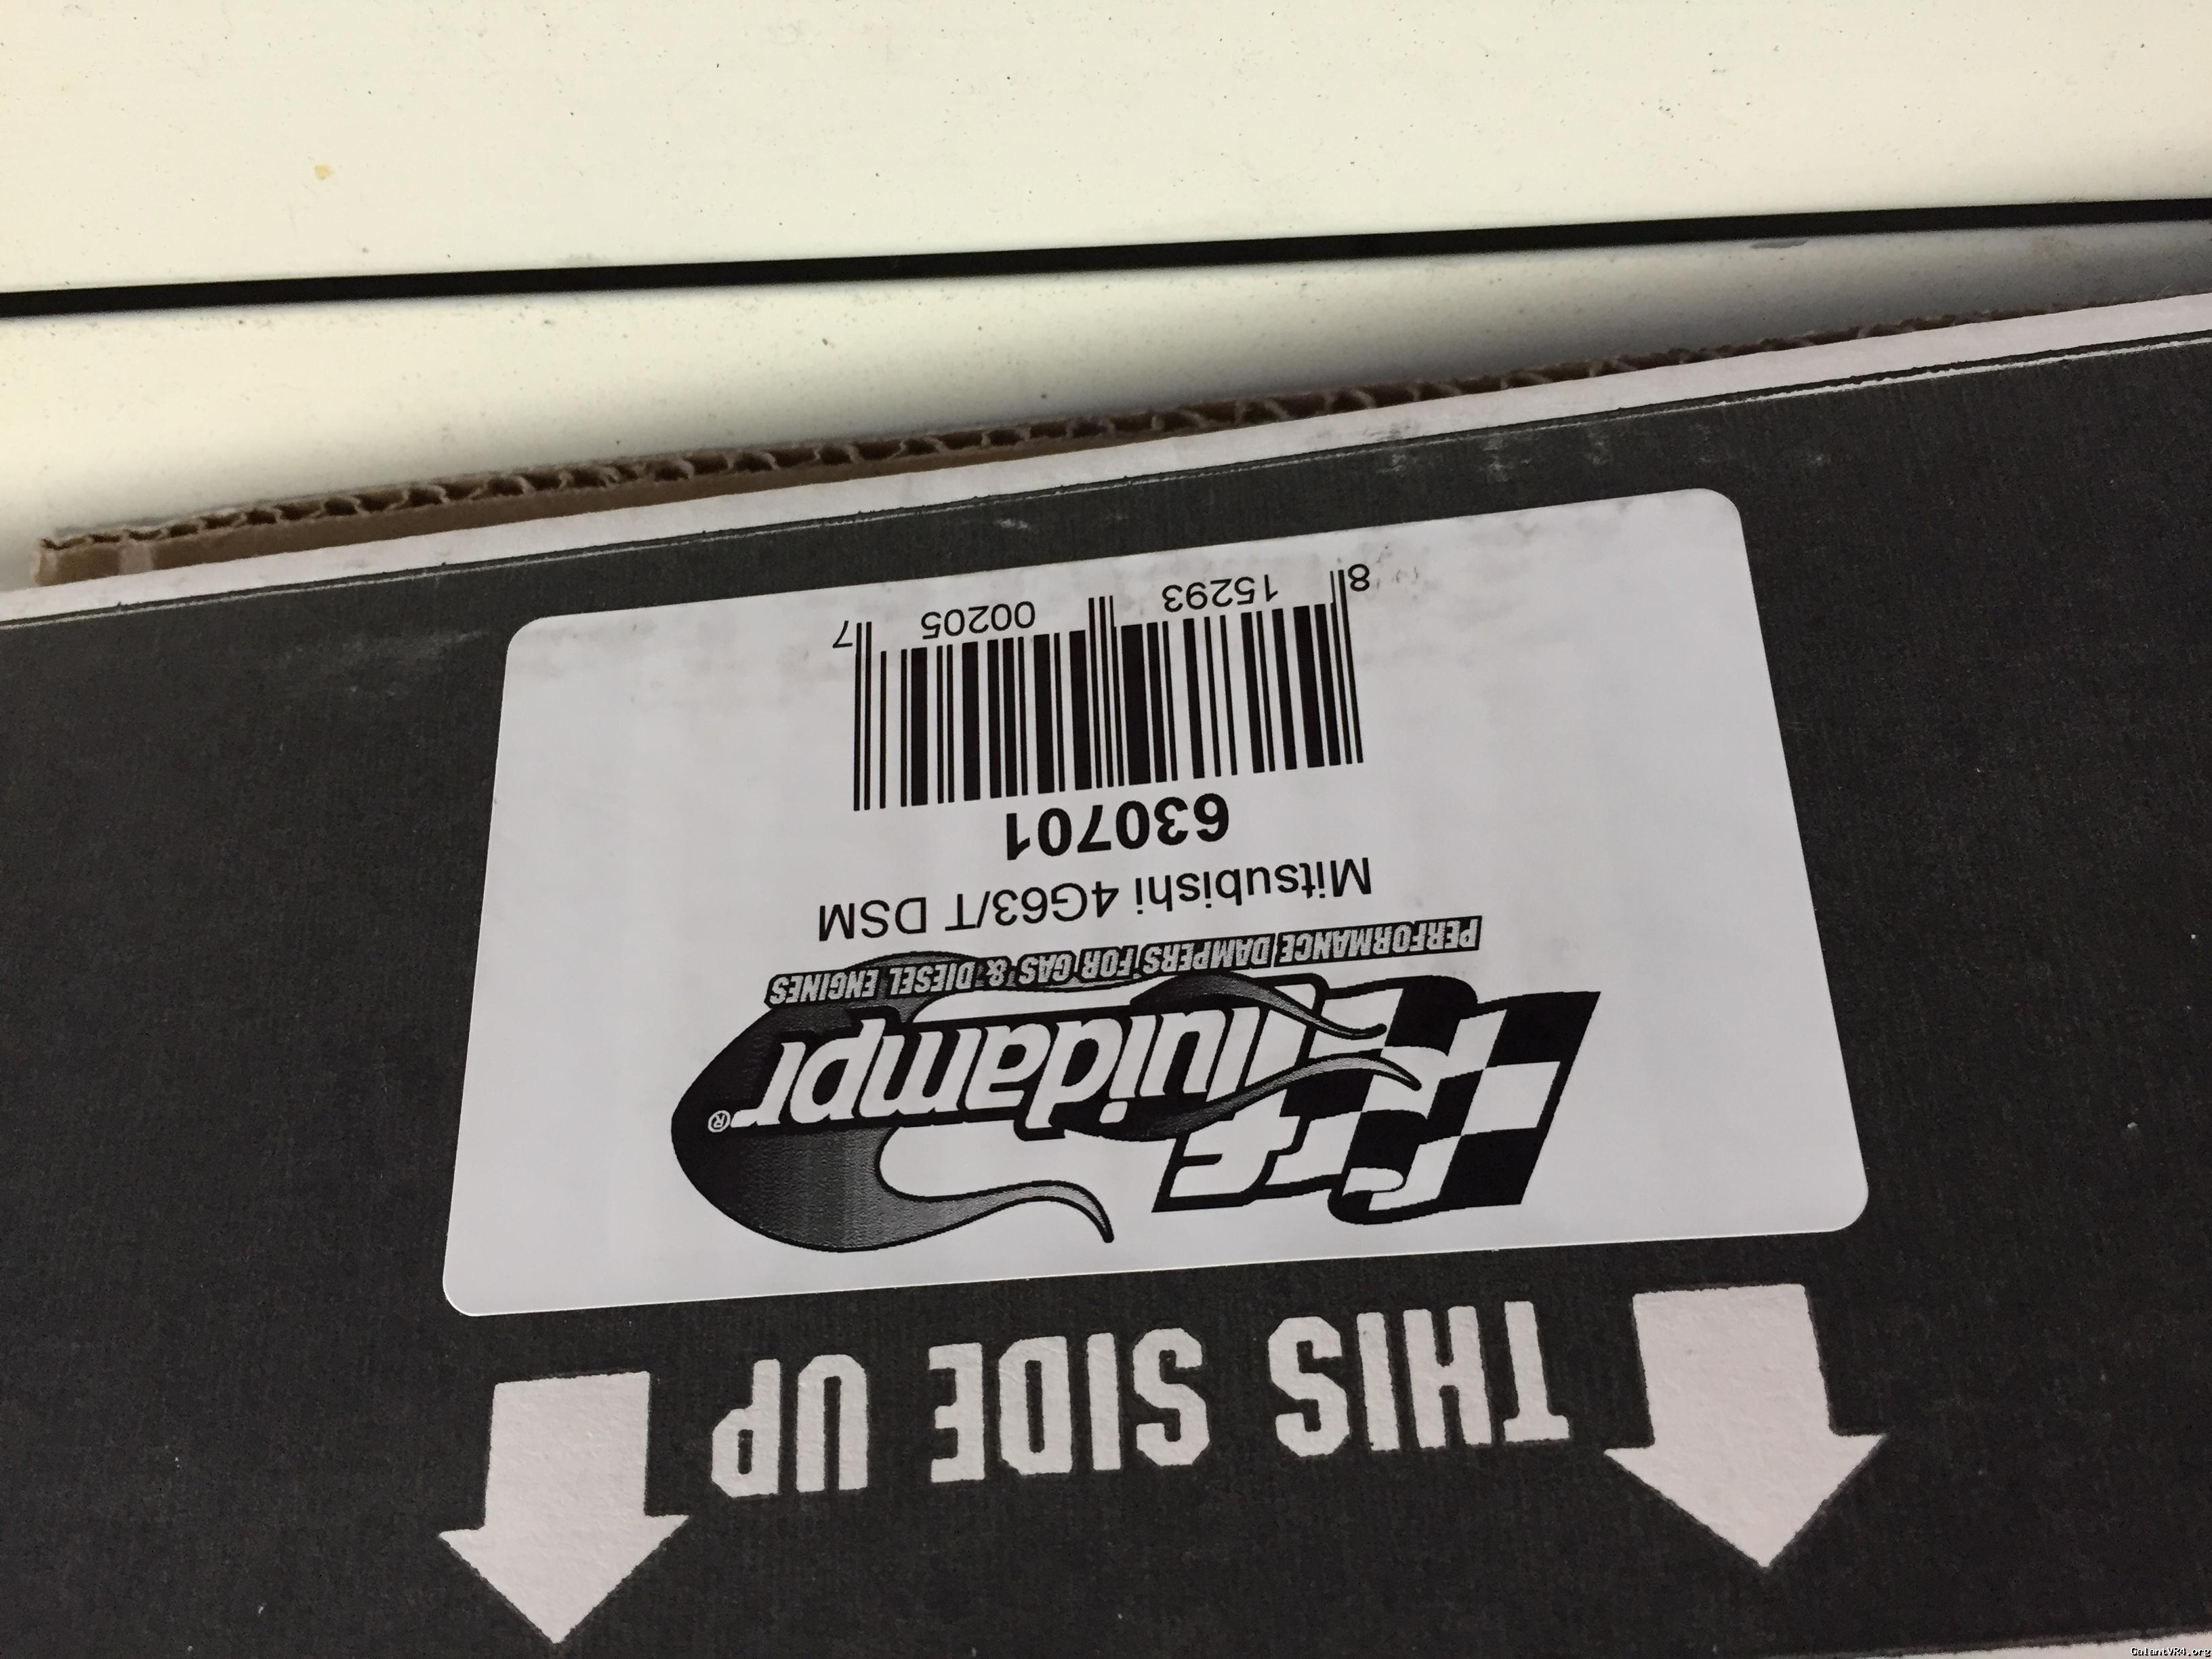 THIS SIDE UP
Fluidampr®
PERFORMANCE DAMPERS FOR GAS & DIESEL ENGINES
Mitsubishi 4G63/T DSM
630701
8 15293 00205 7
GalantVR4.org